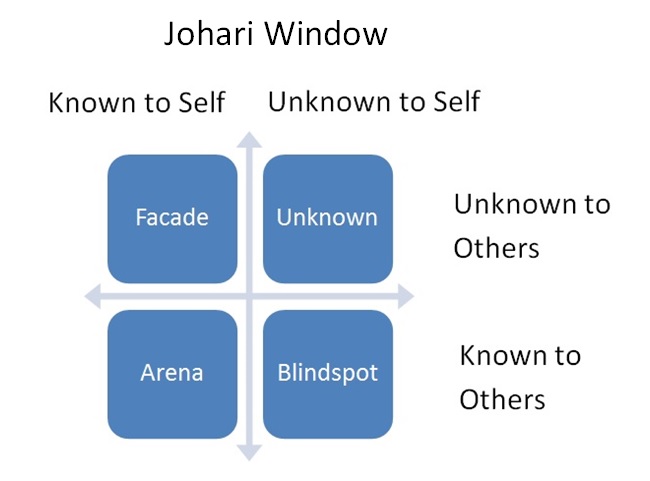 Johari Window
Known to Self
Unknown to Self
Facade
Unknown
Unknown to
Others
Arena
Blindspot
Known to
Others